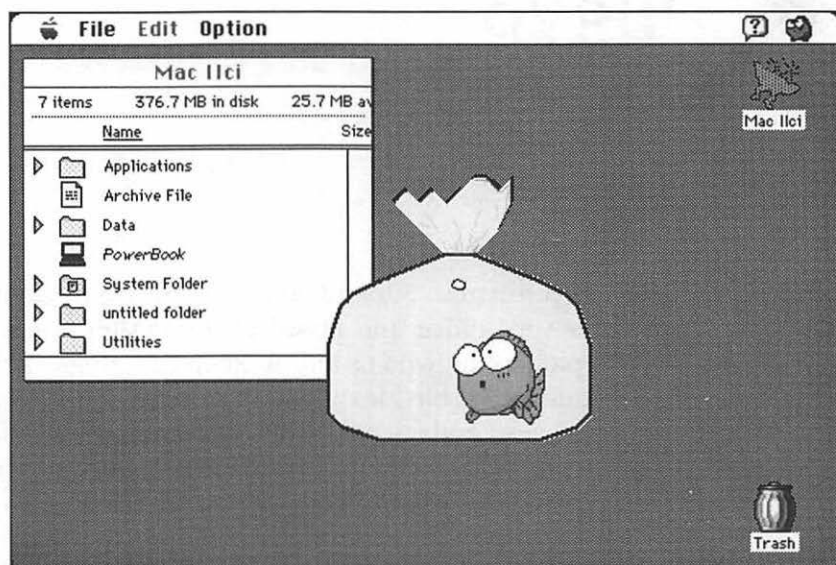 File Edit Option
Mac IIci
7 items 376.7 MB in disk 25.7 MB av
Name Size
Applications
Archive File
Data
PowerBook
System Folder
untitled folder
Utilities
Mac IIci
Trash